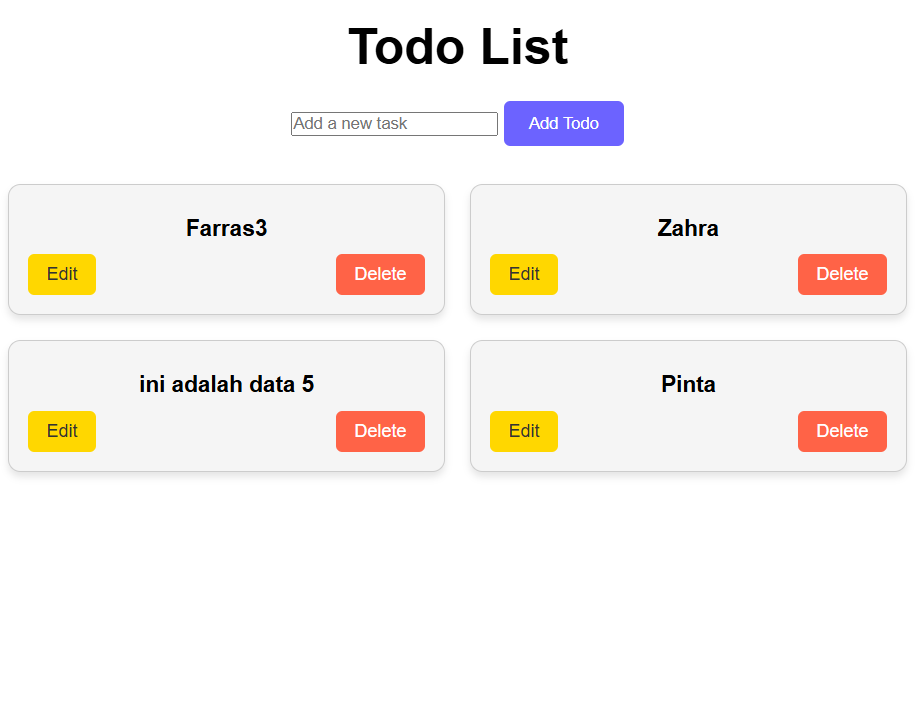 Todo List
Add a new task
Add Todo
Farras3
Edit
Delete
Zahra
Edit
Delete
ini adalah data 5
Edit
Delete
Pinta
Edit
Delete